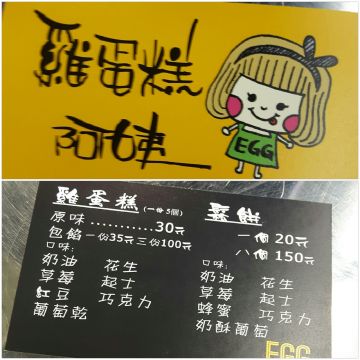 雞蛋糕
阿姨
EGG
雞蛋糕(一份5個)
原味...........30元
包餡一份35元三份100元
口味:
奶油 花生
草莓 起士
紅豆 巧克力
葡萄乾
菜餅
一個20元
八個150元
口味:
奶油 花生
草莓 起士
蜂蜜 巧克力
奶酥葡萄
EGG